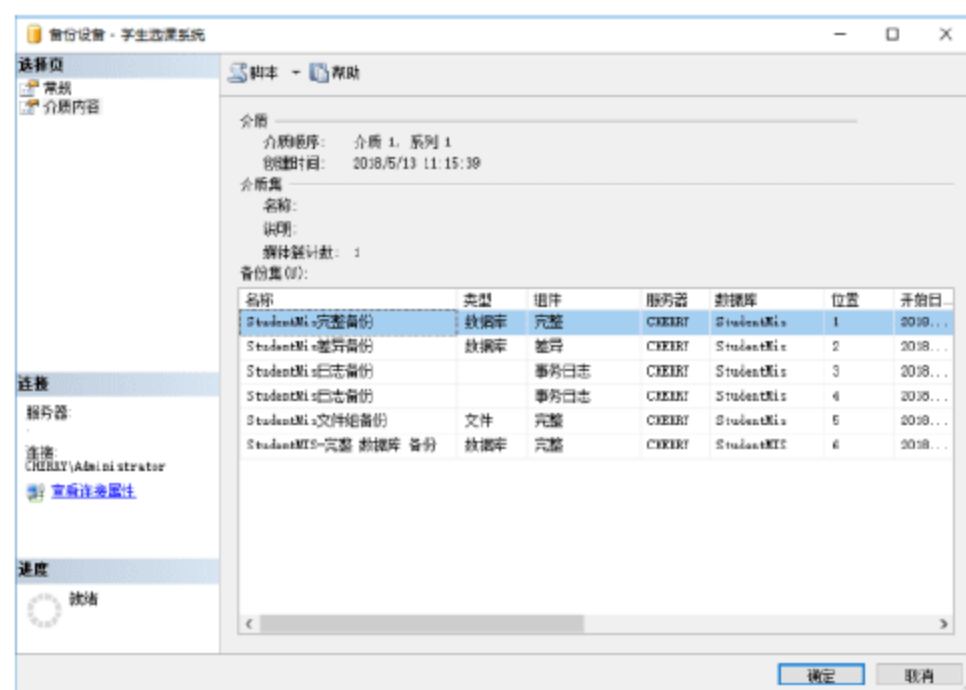 备份设备 - 学生选课系统
选择页
常规
介质内容
脚本 帮助
介质
介质顺序: 介质 1, 系列 1
创建时间: 2018/5/13 11:15:39
介质集
名称:
说明:
媒体簇计数: 1
备份集(U):
名称 类型 组件 服务器 数据库 位置 开始日...
StudentMis完整备份) 数据库 完整 CHERRY StudentMis 1 2018...
StudentMis差异备份) 数据库 差异 CHERRY StudentMis 2 2018...
StudentMis日志备份) 事务日志 CHERRY StudentMis 3 2018...
StudentMis日志备份) 事务日志 CHERRY StudentMis 4 2018...
StudentMis文件组备份) 文件 完整 CHERRY StudentMis 5 2018...
StudentMIS-完整 数据库 备份 数据库 完整 CHERRY StudentMIS 6 2018...
连接
服务器:
.
连接:
CHERRY\Administrator
查看连接属性
进度
就绪
确定 取消